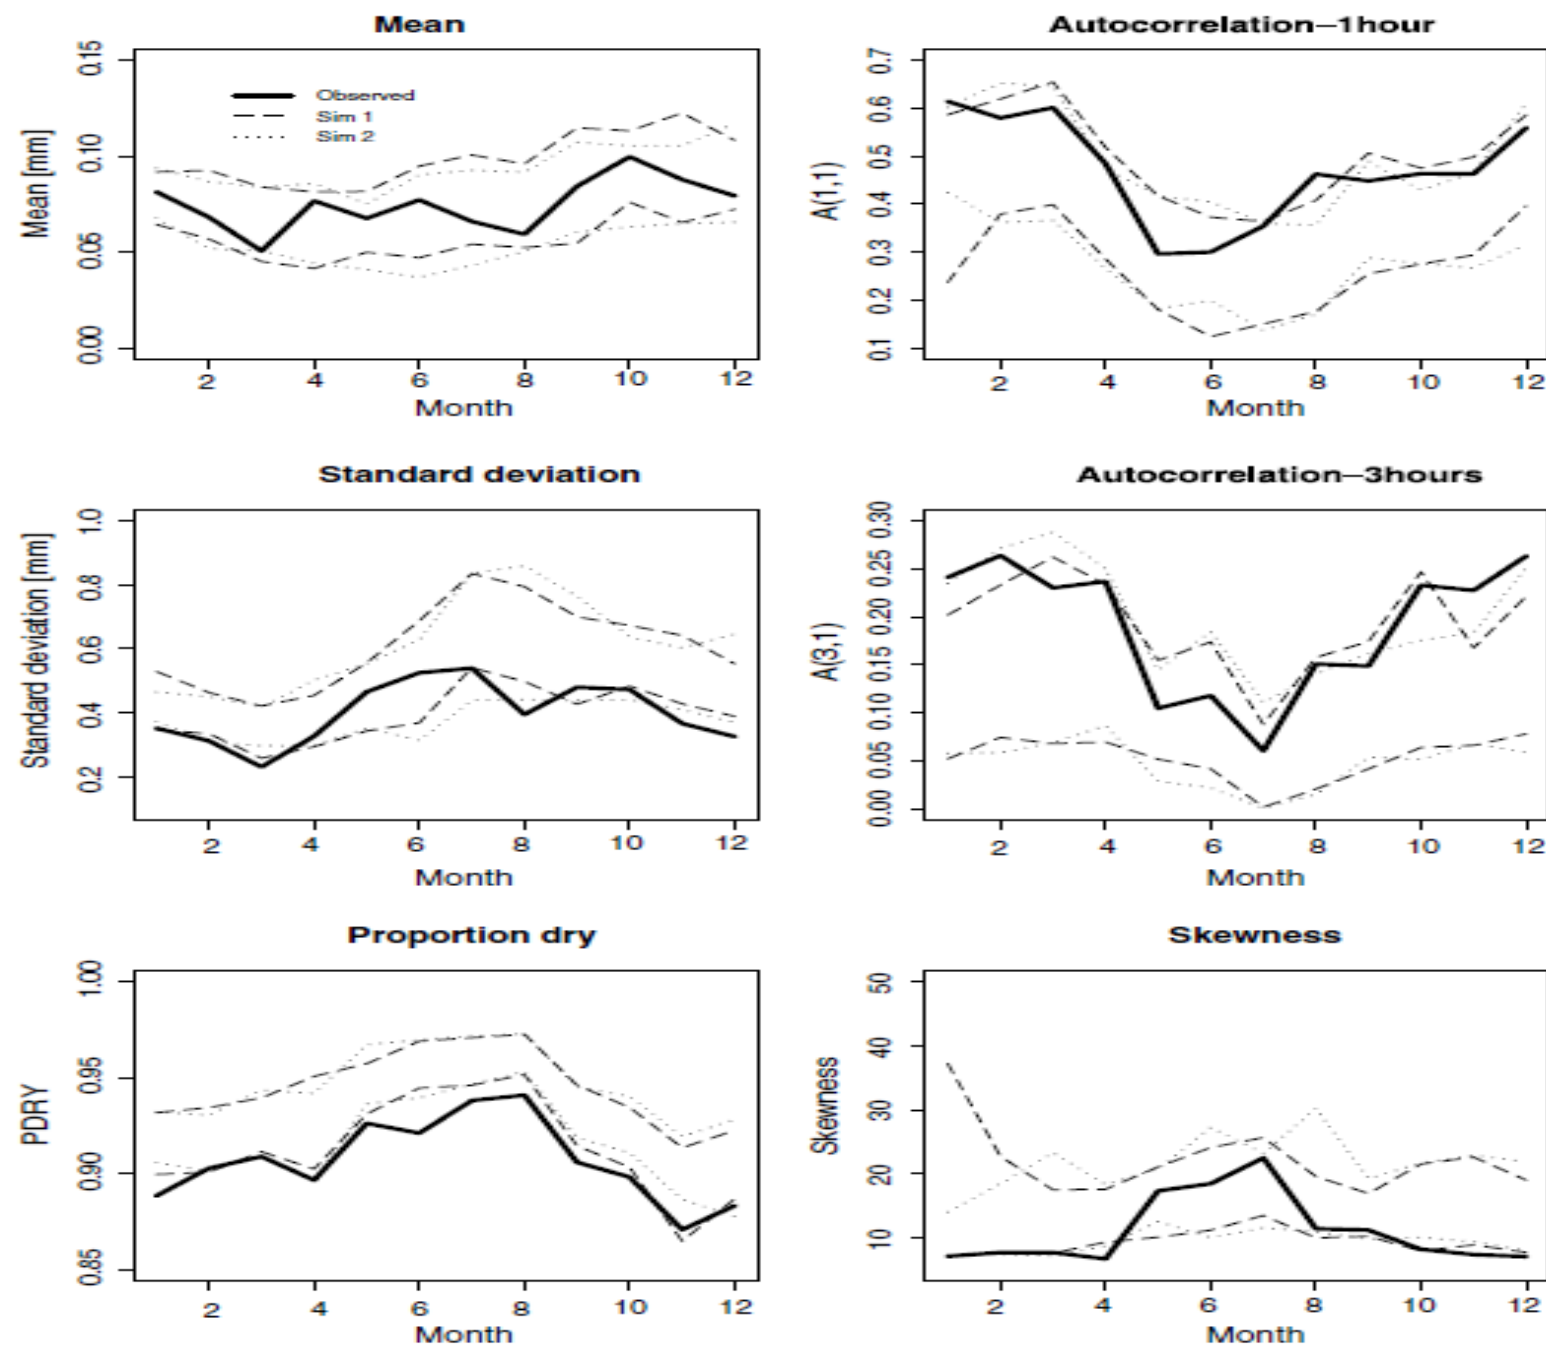 Mean
Mean [mm]
0.15
0.10
0.05
0.00
Observed
Sim 1
Sim 2
2 4 6 8 10 12
Month
Autocorrelation–1hour
A(1,1)
0.7
0.6
0.5
0.4
0.3
0.2
0.1
2 4 6 8 10 12
Month
Standard deviation
Standard deviation [mm]
1.0
0.8
0.6
0.4
0.2
2 4 6 8 10 12
Month
Autocorrelation–3hours
A(3,1)
0.30
0.25
0.20
0.15
0.10
0.05
0.00
2 4 6 8 10 12
Month
Proportion dry
PDRY
1.00
0.95
0.90
0.85
2 4 6 8 10 12
Month
Skewness
Skewness
50
40
30
20
10
2 4 6 8 10 12
Month